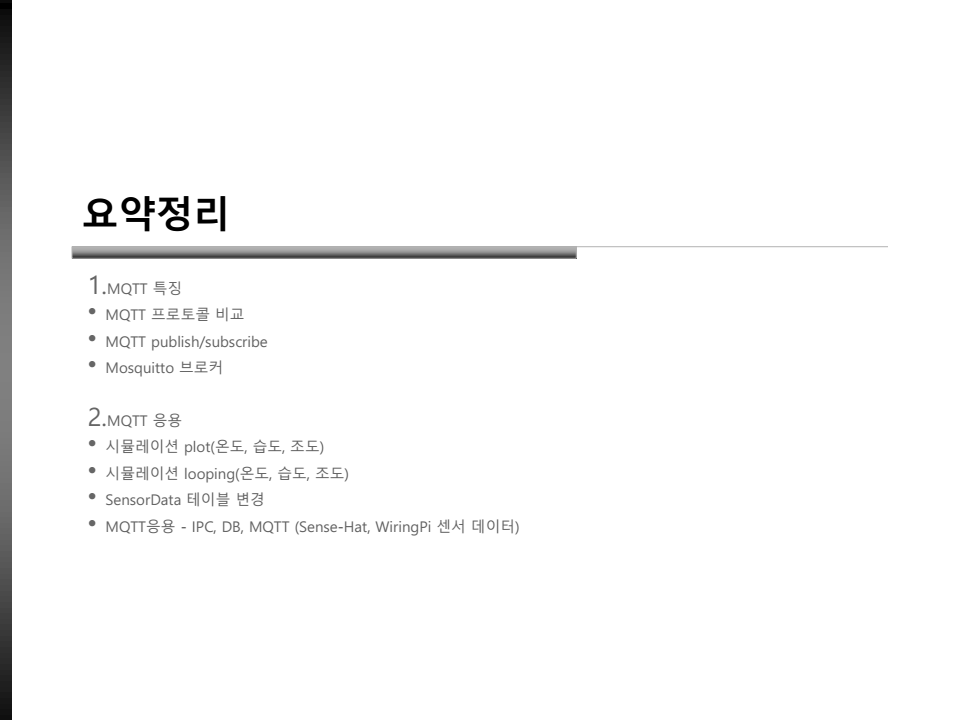 요약정리
1.MQTT 특징
• MQTT 프로토콜 비교
• MQTT publish/subscribe
• Mosquitto 브로커
2.MQTT 응용
• 시뮬레이션 plot(온도, 습도, 조도)
• 시뮬레이션 looping(온도, 습도, 조도)
• SensorData 테이블 변경
• MQTT응용 - IPC, DB, MQTT (Sense-Hat, WiringPi 센서 데이터)